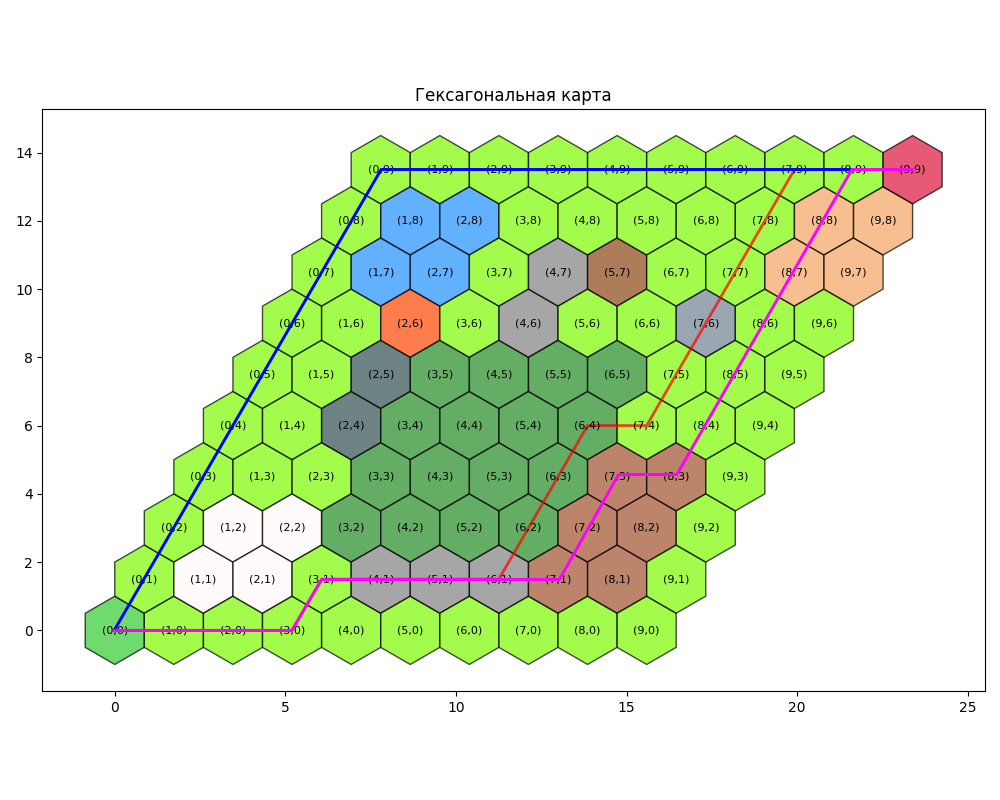 Гексагональная карта
14
(0,9) (1,9) (2,9) (3,9) (4,9) (5,9) (6,9) (7,9) (8,9) (9,9)
12
(0,8) (1,8) (2,8) (3,8) (4,8) (5,8) (6,8) (7,8) (8,8) (9,8)
10
(0,7) (1,7) (2,7) (3,7) (4,7) (5,7) (6,7) (7,7) (8,7) (9,7)
(0,6) (1,6) (2,6) (3,6) (4,6) (5,6) (6,6) (7,6) (8,6) (9,6)
8
(0,5) (1,5) (2,5) (3,5) (4,5) (5,5) (6,5) (7,5) (8,5) (9,5)
6
(0,4) (1,4) (2,4) (3,4) (4,4) (5,4) (6,4) (7,4) (8,4) (9,4)
(0,3) (1,3) (2,3) (3,3) (4,3) (5,3) (6,3) (7,3) (8,3) (9,3)
4
(0,2) (1,2) (2,2) (3,2) (4,2) (5,2) (6,2) (7,2) (8,2) (9,2)
2
(0,1) (1,1) (2,1) (3,1) (4,1) (5,1) (6,1) (7,1) (8,1) (9,1)
0
(0,0) (1,0) (2,0) (3,0) (4,0) (5,0) (6,0) (7,0) (8,0) (9,0)
0 5 10 15 20 25